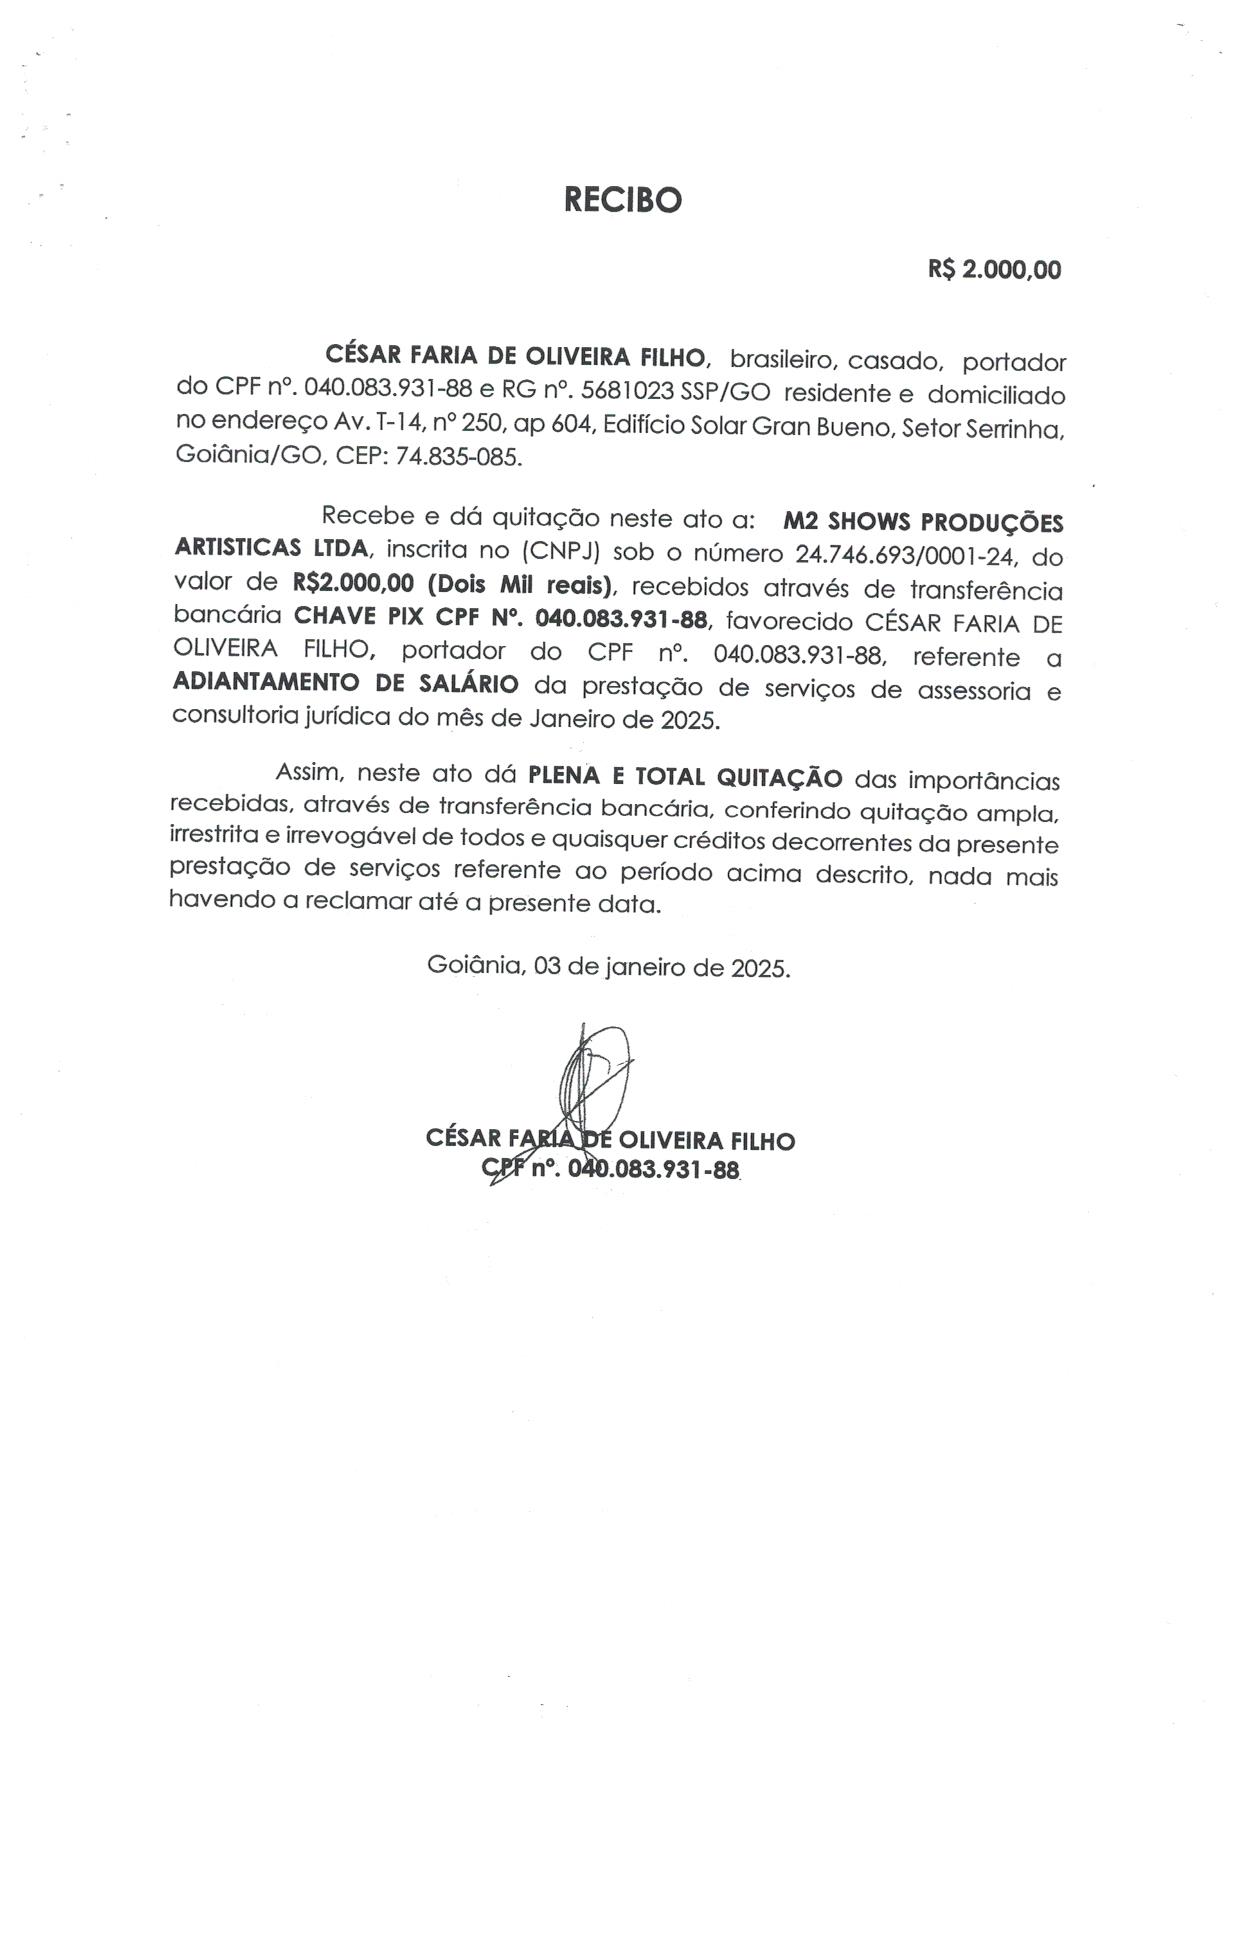 RECIBO
R$ 2.000,00
CÉSAR FARIA DE OLIVEIRA FILHO, brasileiro, casado, portador
do CPF nº. 040.083.931-88 e RG nº. 5681023 SSP/GO residente e domiciliado
no endereço Av. T-14, nº 250, ap 604, Edifício Solar Gran Bueno, Setor Serrinha,
Goiânia/GO, CEP: 74.835-085.
Recebe e dá quitação neste ato a: M2 SHOWS PRODUÇÕES
ARTISTICAS LTDA, inscrita no (CNPJ) sob o número 24.746.693/0001-24, do
valor de R$2.000,00 (Dois Mil reais), recebidos através de transferência
bancária CHAVE PIX CPF Nº. 040.083.931-88, favorecido CÉSAR FARIA DE
OLIVEIRA FILHO, portador do CPF nº. 040.083.931-88, referente a
ADIANTAMENTO DE SALÁRIO da prestação de serviços de assessoria e
consultoria jurídica do mês de Janeiro de 2025.
Assim, neste ato dá PLENA E TOTAL QUITAÇÃO das importâncias
recebidas, através de transferência bancária, conferindo quitação ampla,
irrestrita e irrevogável de todos e quaisquer créditos decorrentes da presente
prestação de serviços referente ao período acima descrito, nada mais
havendo a reclamar até a presente data.
Goiânia, 03 de janeiro de 2025.
CÉSAR FARIA DE OLIVEIRA FILHO
CPF nº. 040.083.931-88